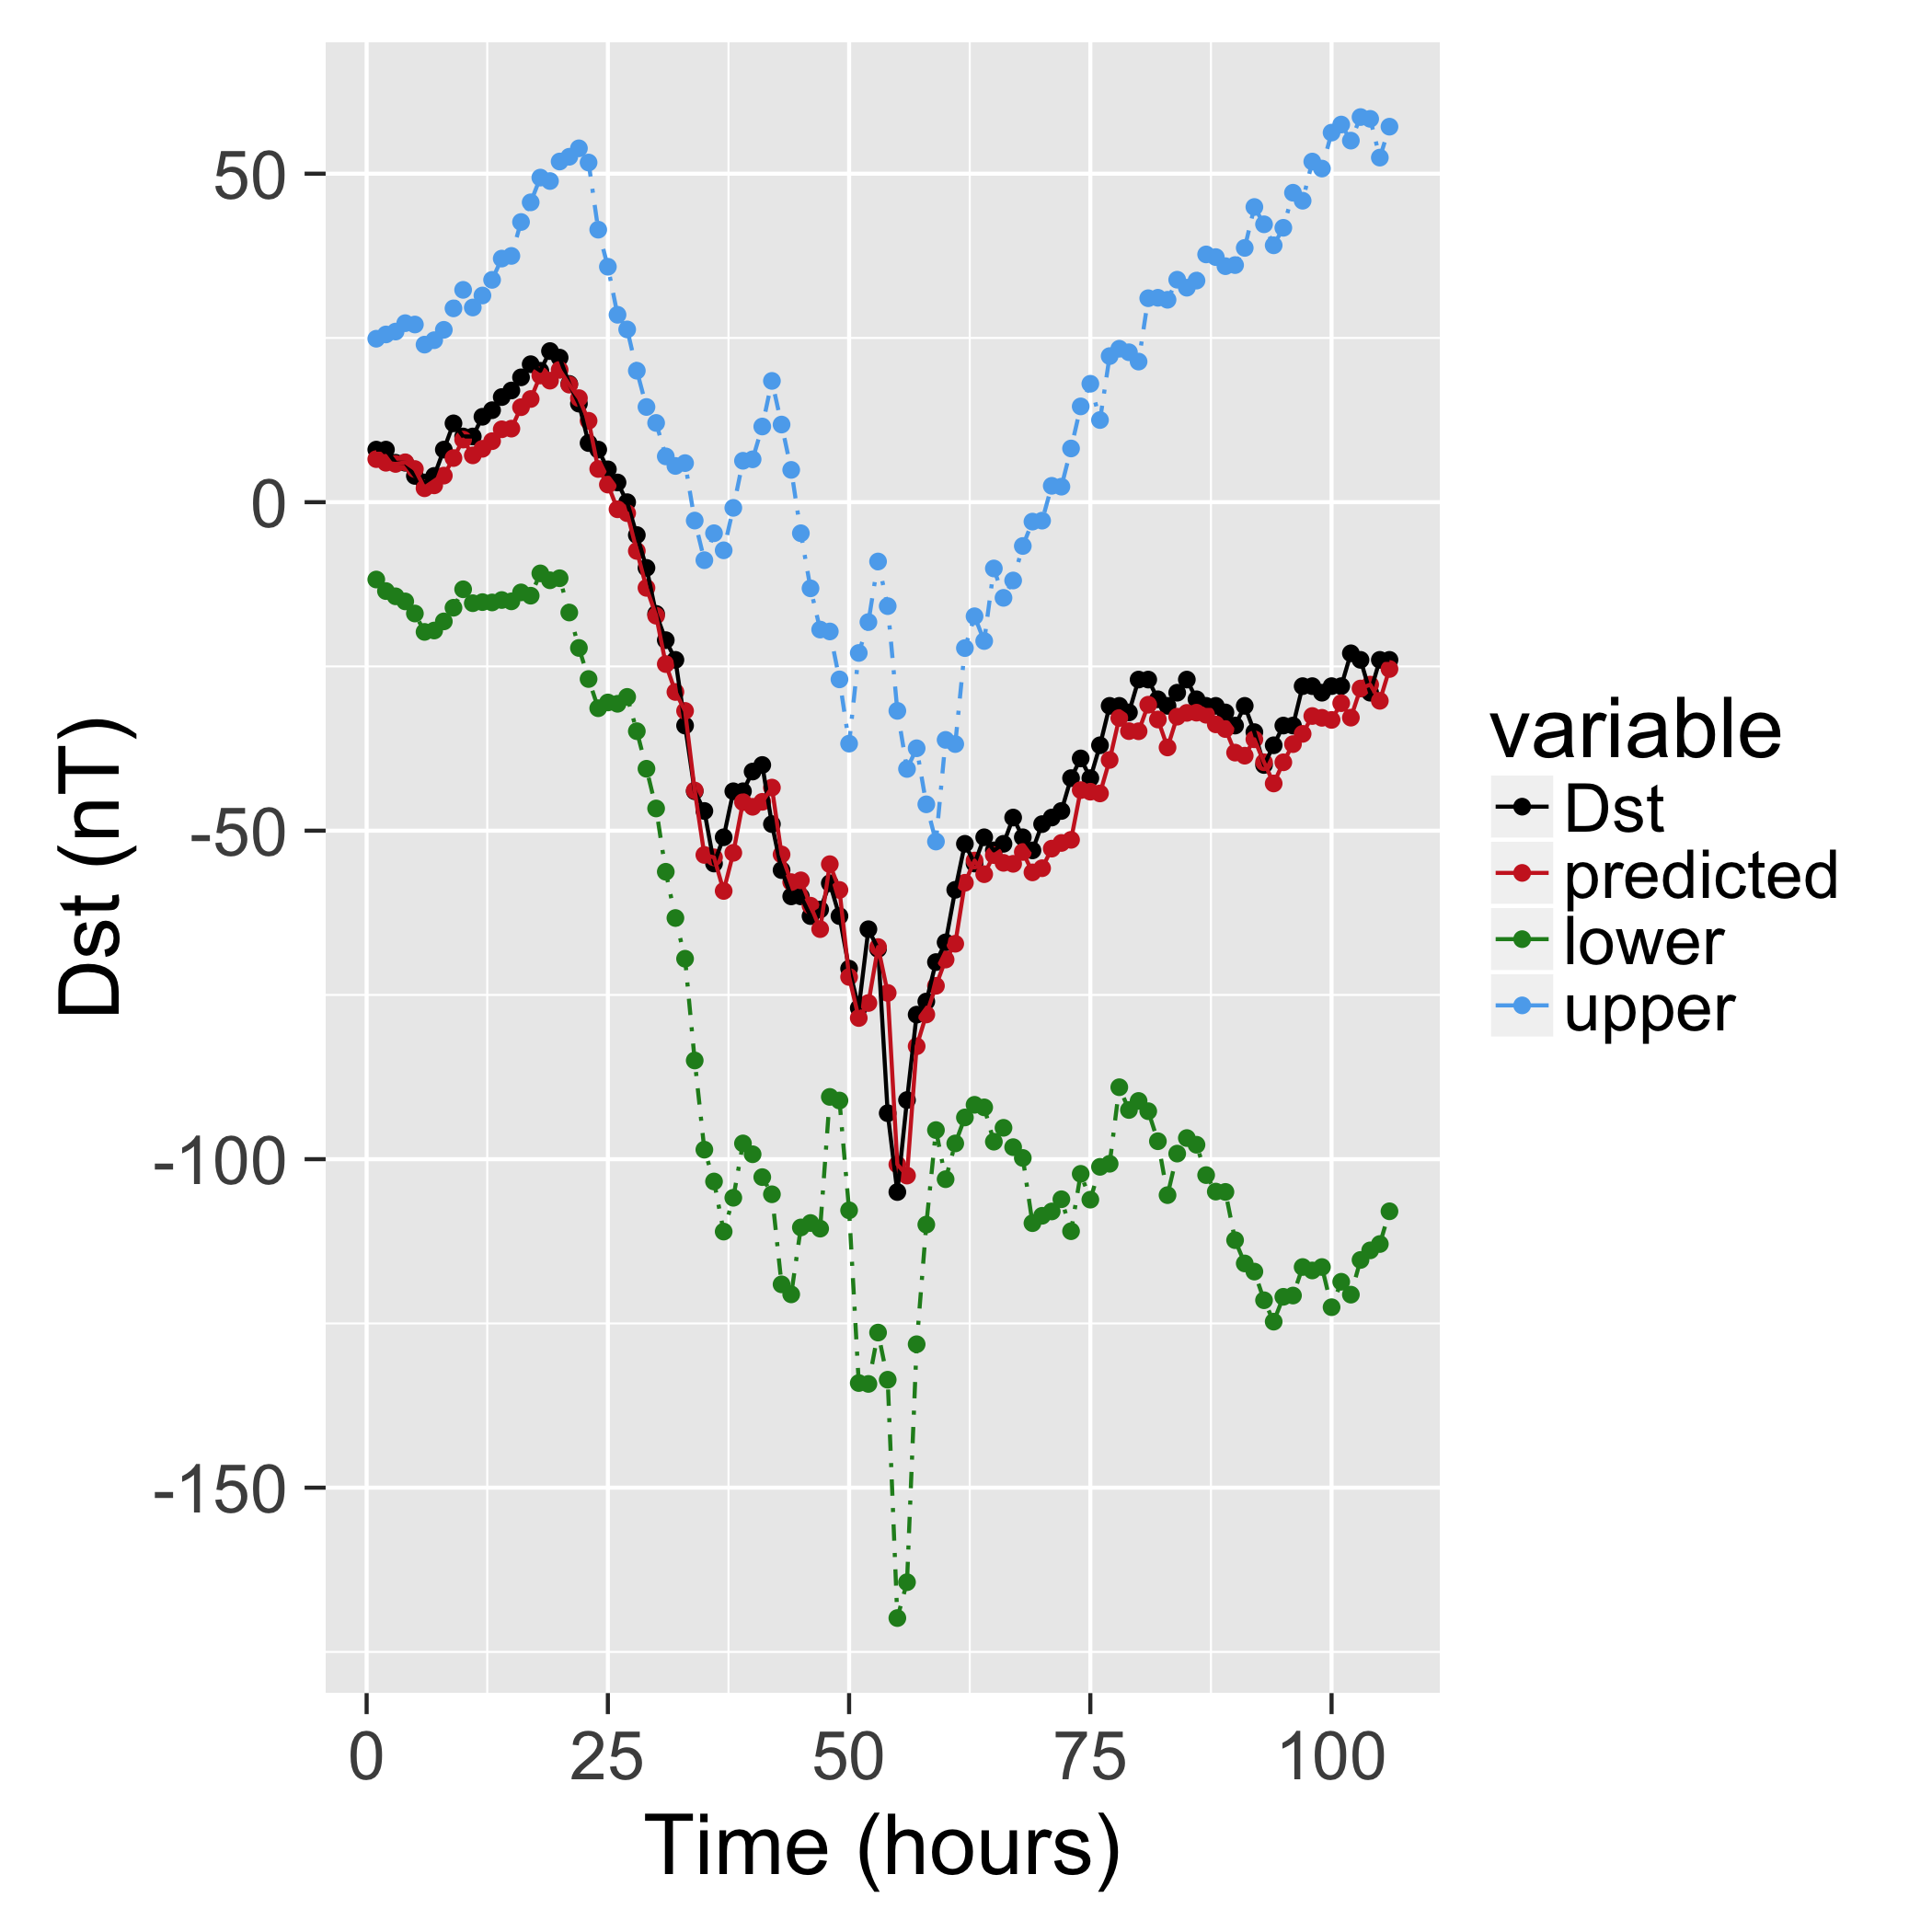 Dst (nT)
50
0
-50
-100
-150
0 25 50 75 100
Time (hours)
variable
Dst
predicted
lower
upper